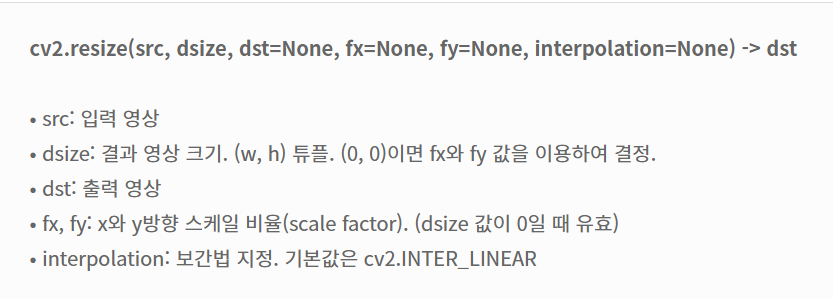 cv2.resize(src, dsize, dst=None, fx=None, fy=None, interpolation=None) -> dst
• src: 입력 영상
• dsize: 결과 영상 크기. (w, h) 튜플. (0, 0)이면 fx와 fy 값을 이용하여 결정.
• dst: 출력 영상
• fx, fy: x와 y방향 스케일 비율(scale factor). (dsize 값이 0일 때 유효)
• interpolation: 보간법 지정. 기본값은 cv2.INTER_LINEAR